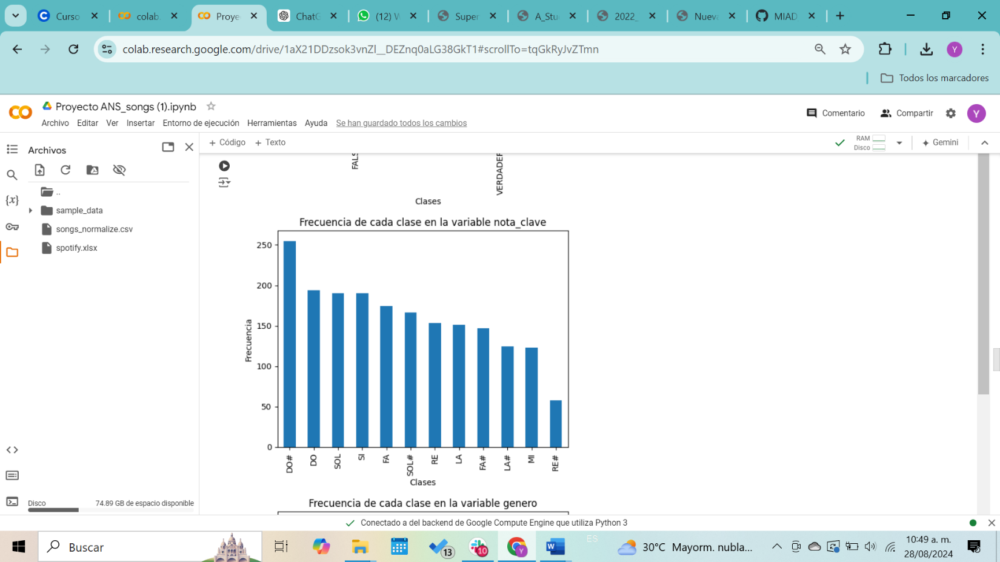 Curso
colab.
Proye
ChatG
(12) W
Super
A_Stu
2022_
Nueva
MIAD
colab.research.google.com/drive/1aX21DDzsok3vnZl__DEZnq0aLG38GkT1#scrollTo=tqGkRyJvZTmn
Y
Todos los marcadores
Proyecto ANS_songs (1).ipynb
Archivo Editar Ver Insertar Entorno de ejecución Herramientas Ayuda Se han guardado todos los cambios
Comentario
Compartir
Y
Archivos
+ Código + Texto
RAM
Disco
Gemini
..
sample_data
songs_normalize.csv
spotify.xlsx
{x}
FALS
VERDADER
Clases
Frecuencia de cada clase en la variable nota_clave
Frecuencia
250
200
150
100
50
0
DO# DO SOL SI FA SOL# RE LA FA# LA# MI RE#
Clases
Frecuencia de cada clase en la variable genero
Disco 74.89 GB de espacio disponible
Conectado a del backend de Google Compute Engine que utiliza Python 3
Buscar
13
10
Y
ES
30°C Mayorm. nubla...
10:49 a. m.
28/08/2024